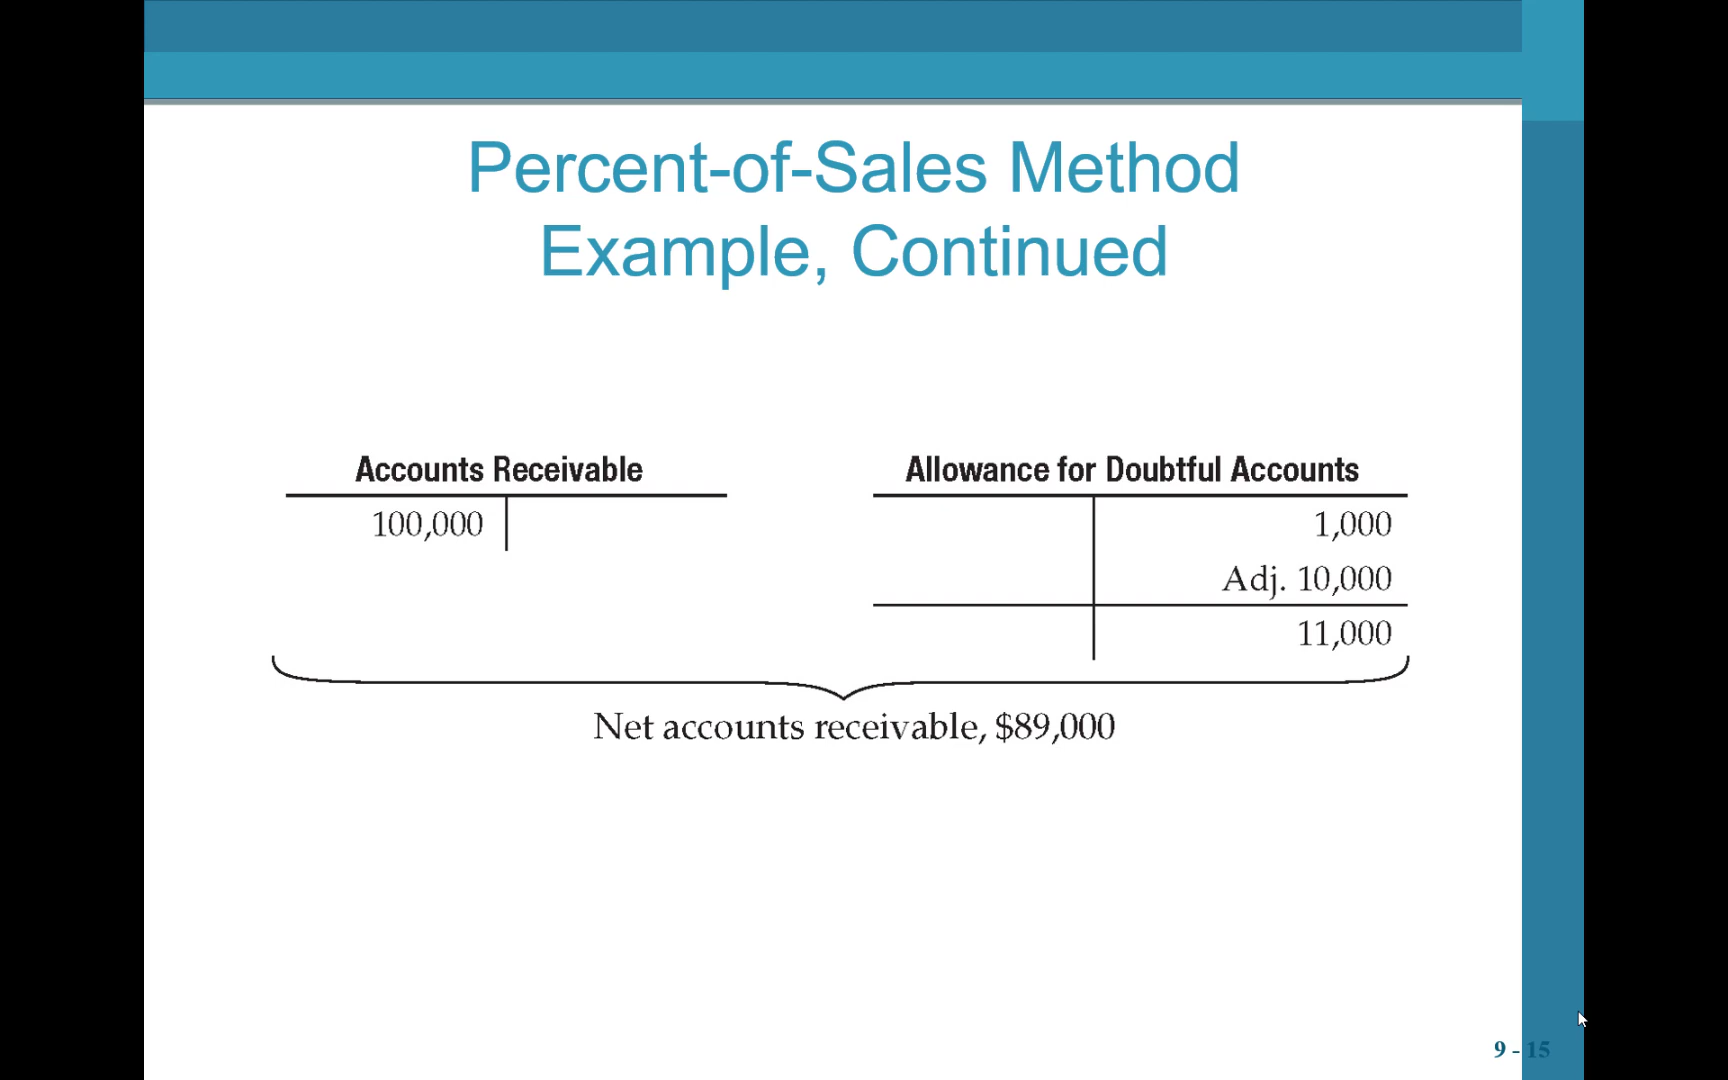 Percent-of-Sales Method
Example, Continued
Accounts Receivable
100,000
Allowance for Doubtful Accounts
1,000
Adj. 10,000
11,000
Net accounts receivable, $89,000
9 - 15